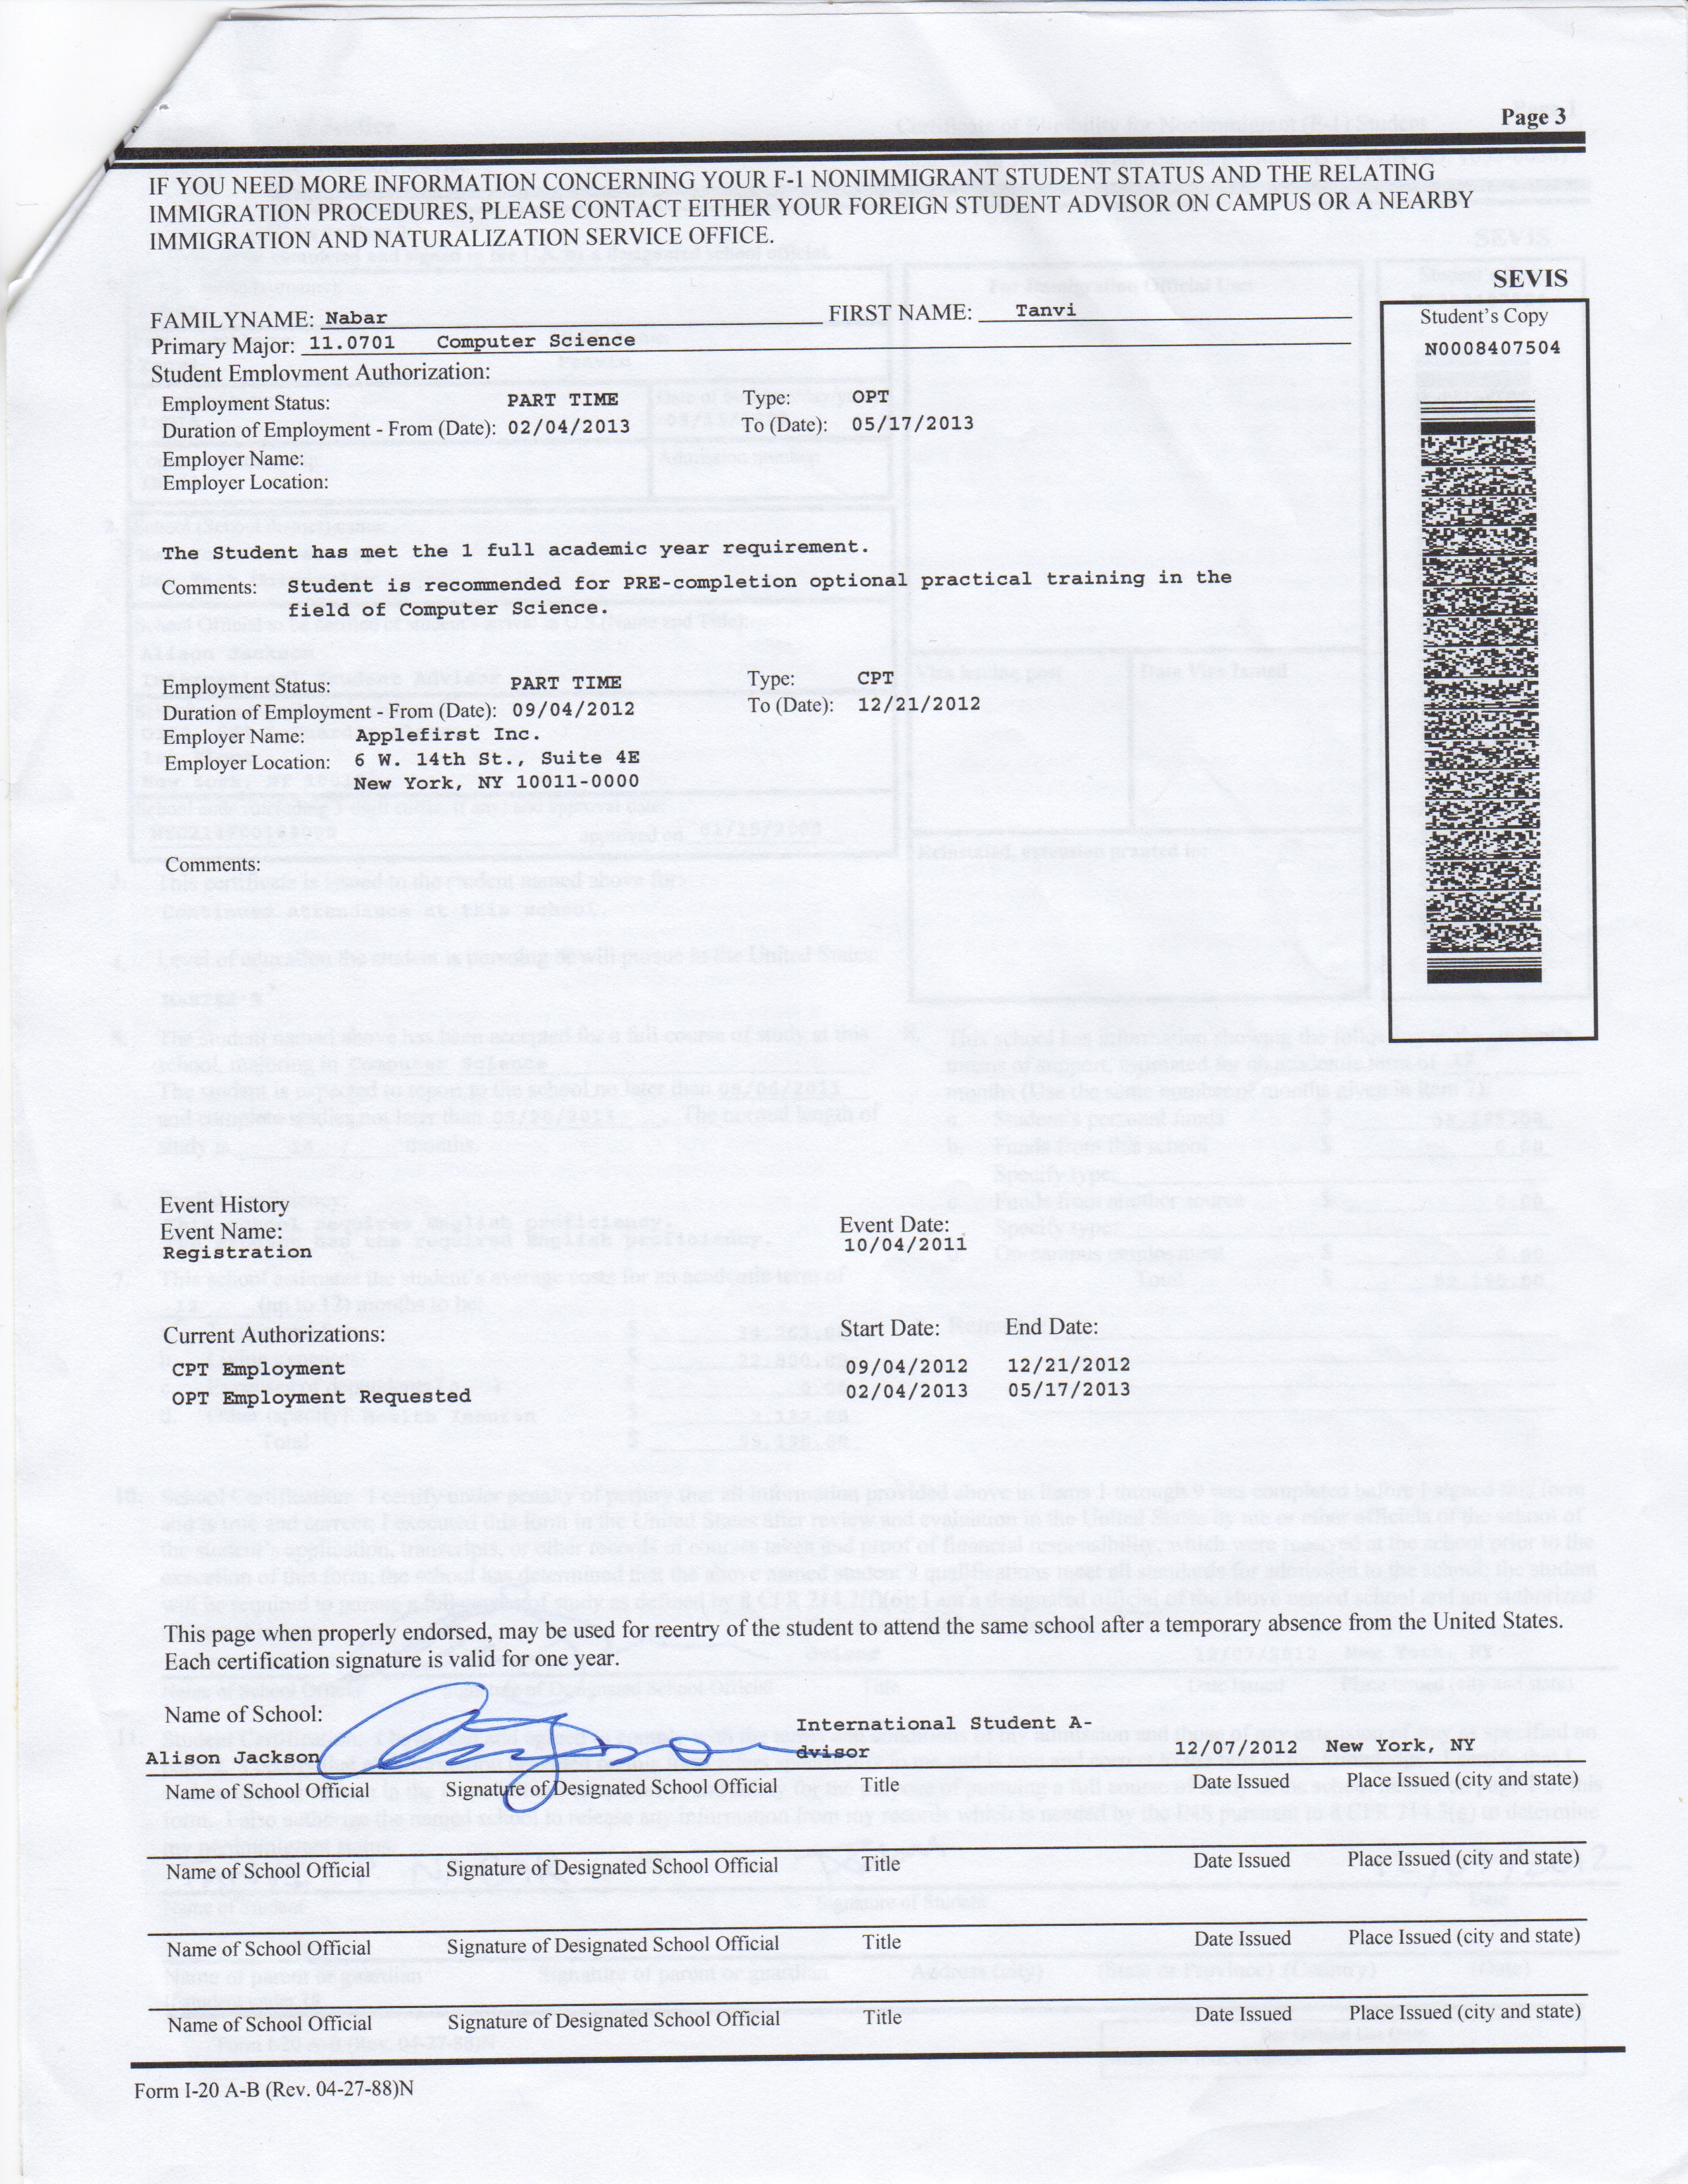 Page 3
IF YOU NEED MORE INFORMATION CONCERNING YOUR F-1 NONIMMIGRANT STUDENT STATUS AND THE RELATING
IMMIGRATION PROCEDURES, PLEASE CONTACT EITHER YOUR FOREIGN STUDENT ADVISOR ON CAMPUS OR A NEARBY
IMMIGRATION AND NATURALIZATION SERVICE OFFICE.
SEVIS
Student's Copy
N0008407504
FAMILYNAME: Nabar FIRST NAME: Tanvi
Primary Major: 11.0701 Computer Science
Student Employment Authorization:
Employment Status: PART TIME Type: OPT
Duration of Employment - From (Date): 02/04/2013 To (Date): 05/17/2013
Employer Name:
Employer Location:
The Student has met the 1 full academic year requirement.
Comments: Student is recommended for PRE-completion optional practical training in the
field of Computer Science.
Employment Status: PART TIME Type: CPT
Duration of Employment - From (Date): 09/04/2012 To (Date): 12/21/2012
Employer Name: Applefirst Inc.
Employer Location: 6 W. 14th St., Suite 4E
New York, NY 10011-0000
Comments:
Event History
Event Name: Event Date:
Registration 10/04/2011
Current Authorizations: Start Date: End Date:
CPT Employment 09/04/2012 12/21/2012
OPT Employment Requested 02/04/2013 05/17/2013
This page when properly endorsed, may be used for reentry of the student to attend the same school after a temporary absence from the United States.
Each certification signature is valid for one year.
Name of School:
International Student A-
Alison Jackson dvisor 12/07/2012 New York, NY
Name of School Official Signature of Designated School Official Title Date Issued Place Issued (city and state)
Name of School Official Signature of Designated School Official Title Date Issued Place Issued (city and state)
Name of School Official Signature of Designated School Official Title Date Issued Place Issued (city and state)
Name of School Official Signature of Designated School Official Title Date Issued Place Issued (city and state)
Form I-20 A-B (Rev. 04-27-88)N